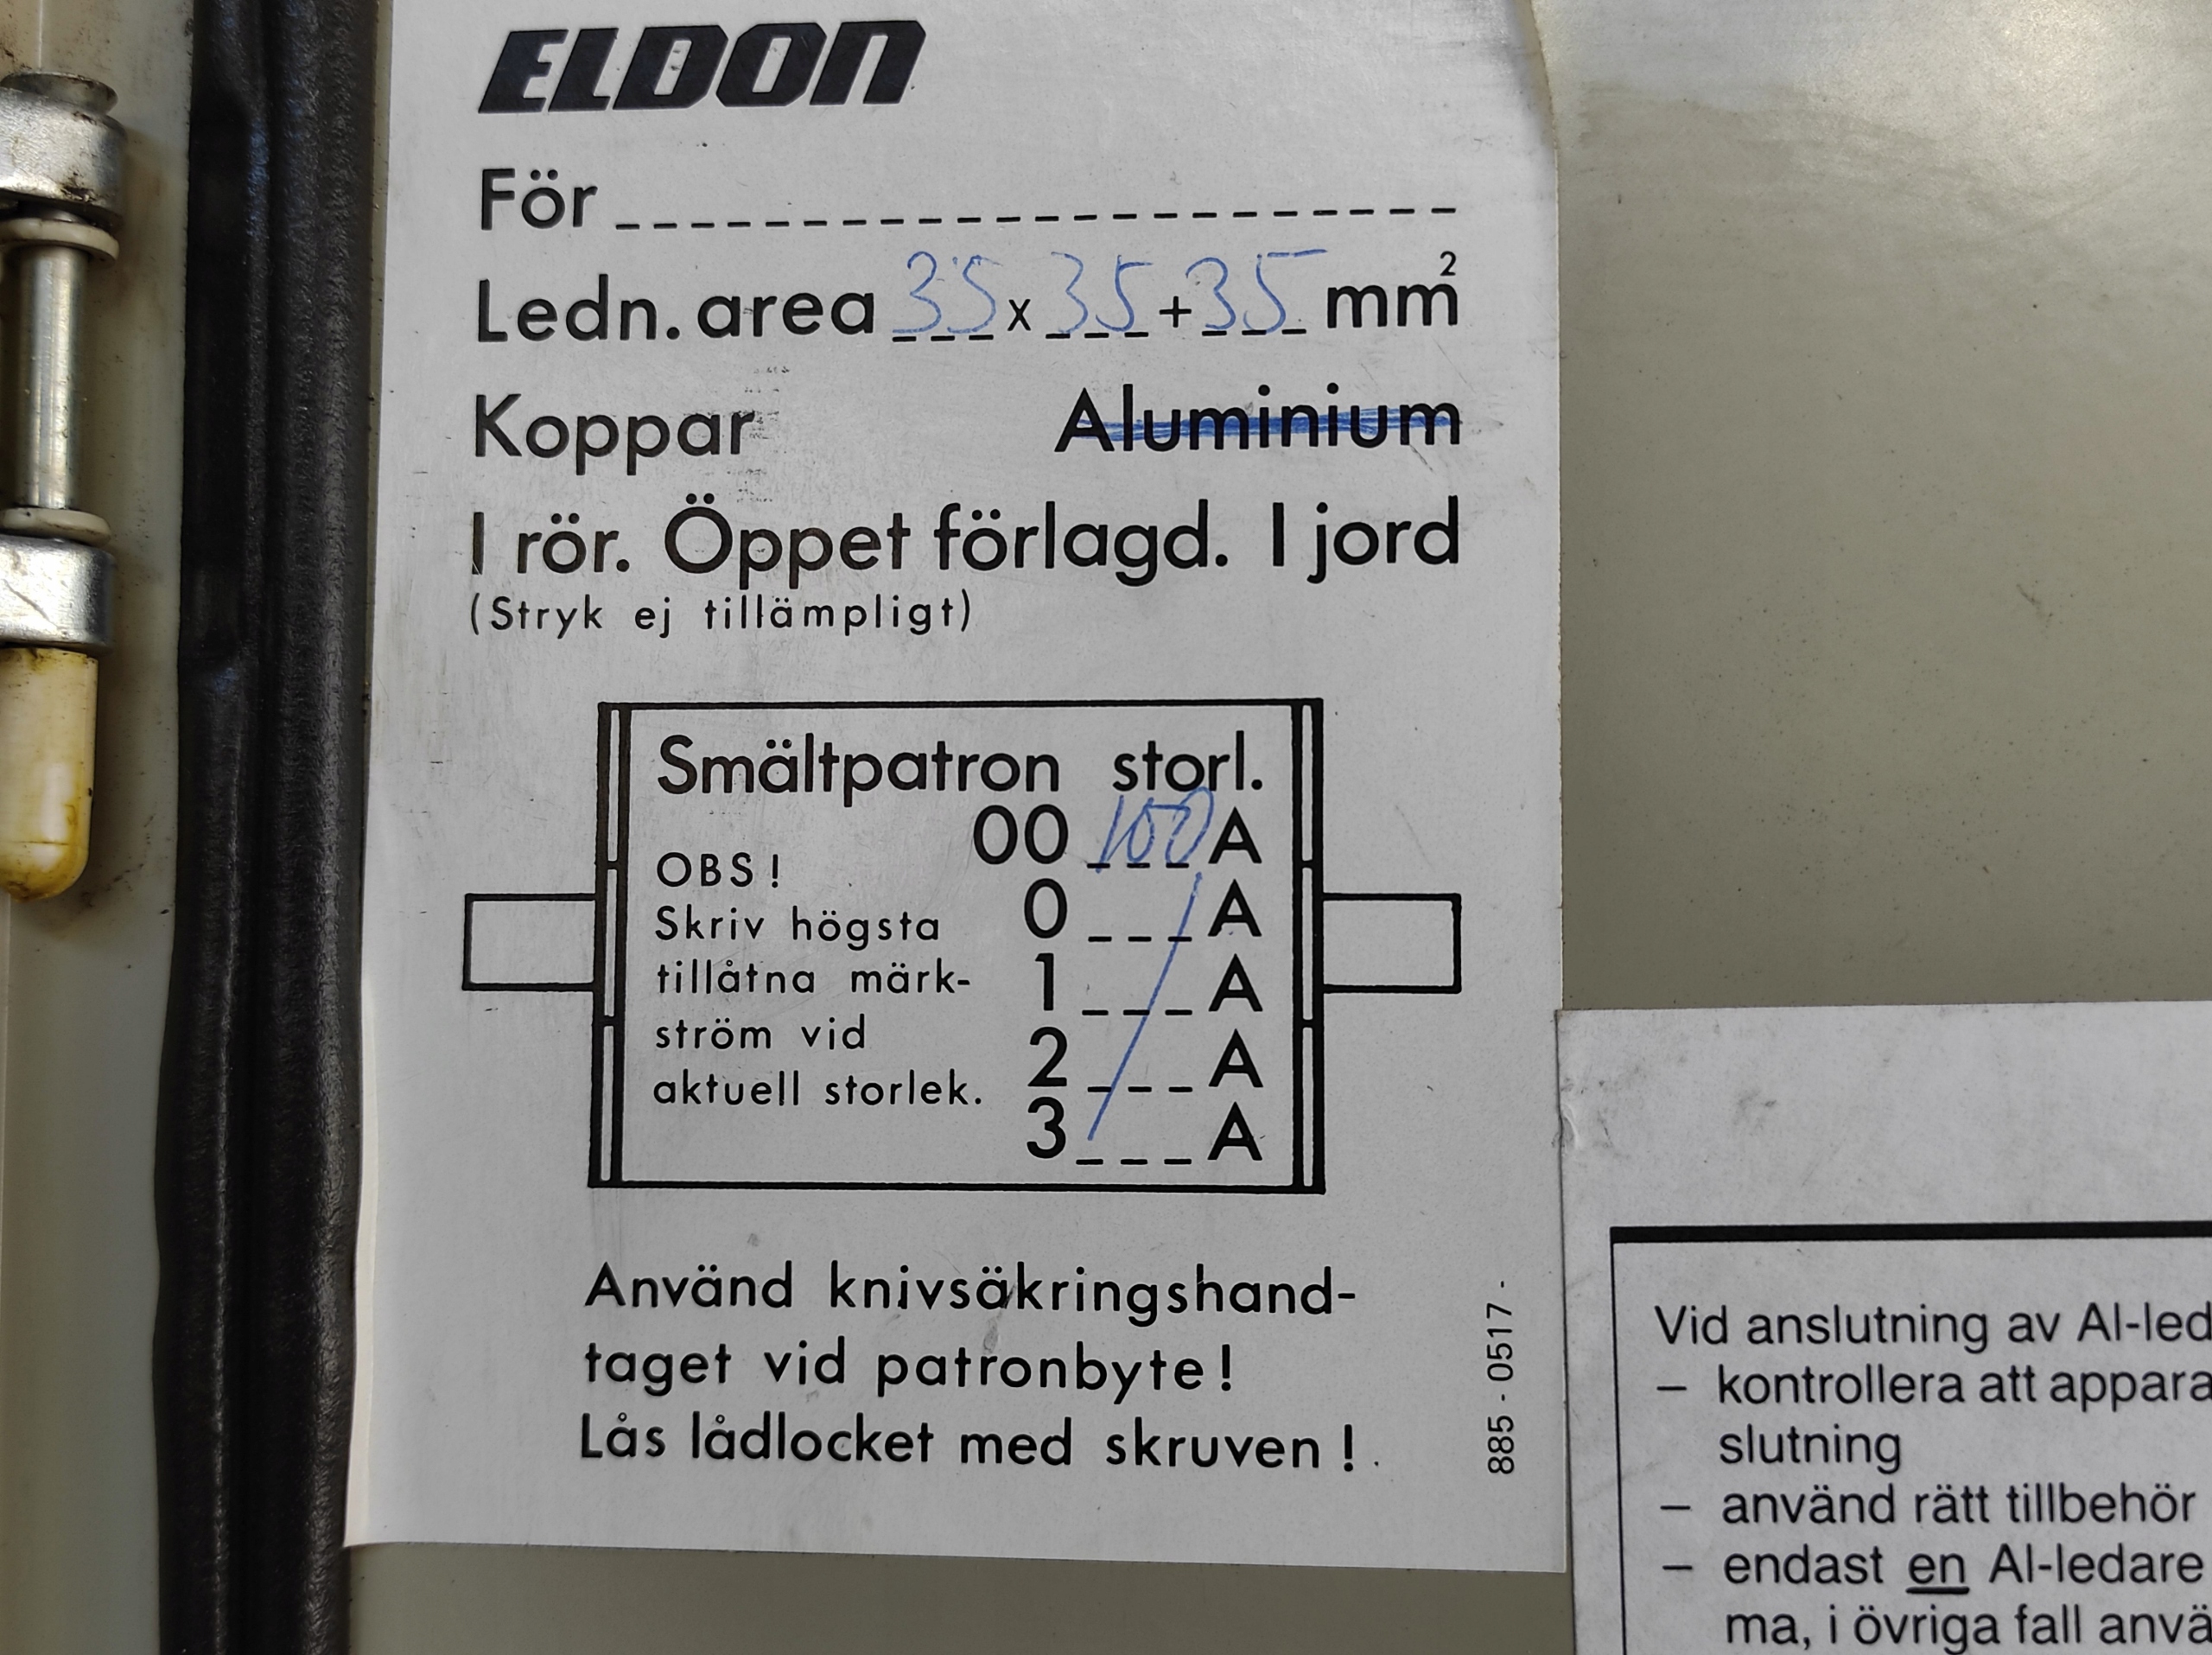 ELDON
För
Ledn. area 35 x 35 + 35 mm²
Koppar Aluminium
I rör. Öppet förlagd. I jord
(Stryk ej tillämpligt)
Smältpatron storl.
00 100 A
OBS!
Skriv högsta
tillåtna märk-
ström vid
aktuell storlek.
0 A
1 A
2 A
3 A
Använd knivsäkringshand-
taget vid patronbyte!
Lås lådlocket med skruven!
885-0517-
Vid anslutning av Al-led
– kontrollera att appara
slutning
– använd rätt tillbehör
– endast en Al-ledare
ma, i övriga fall anvä